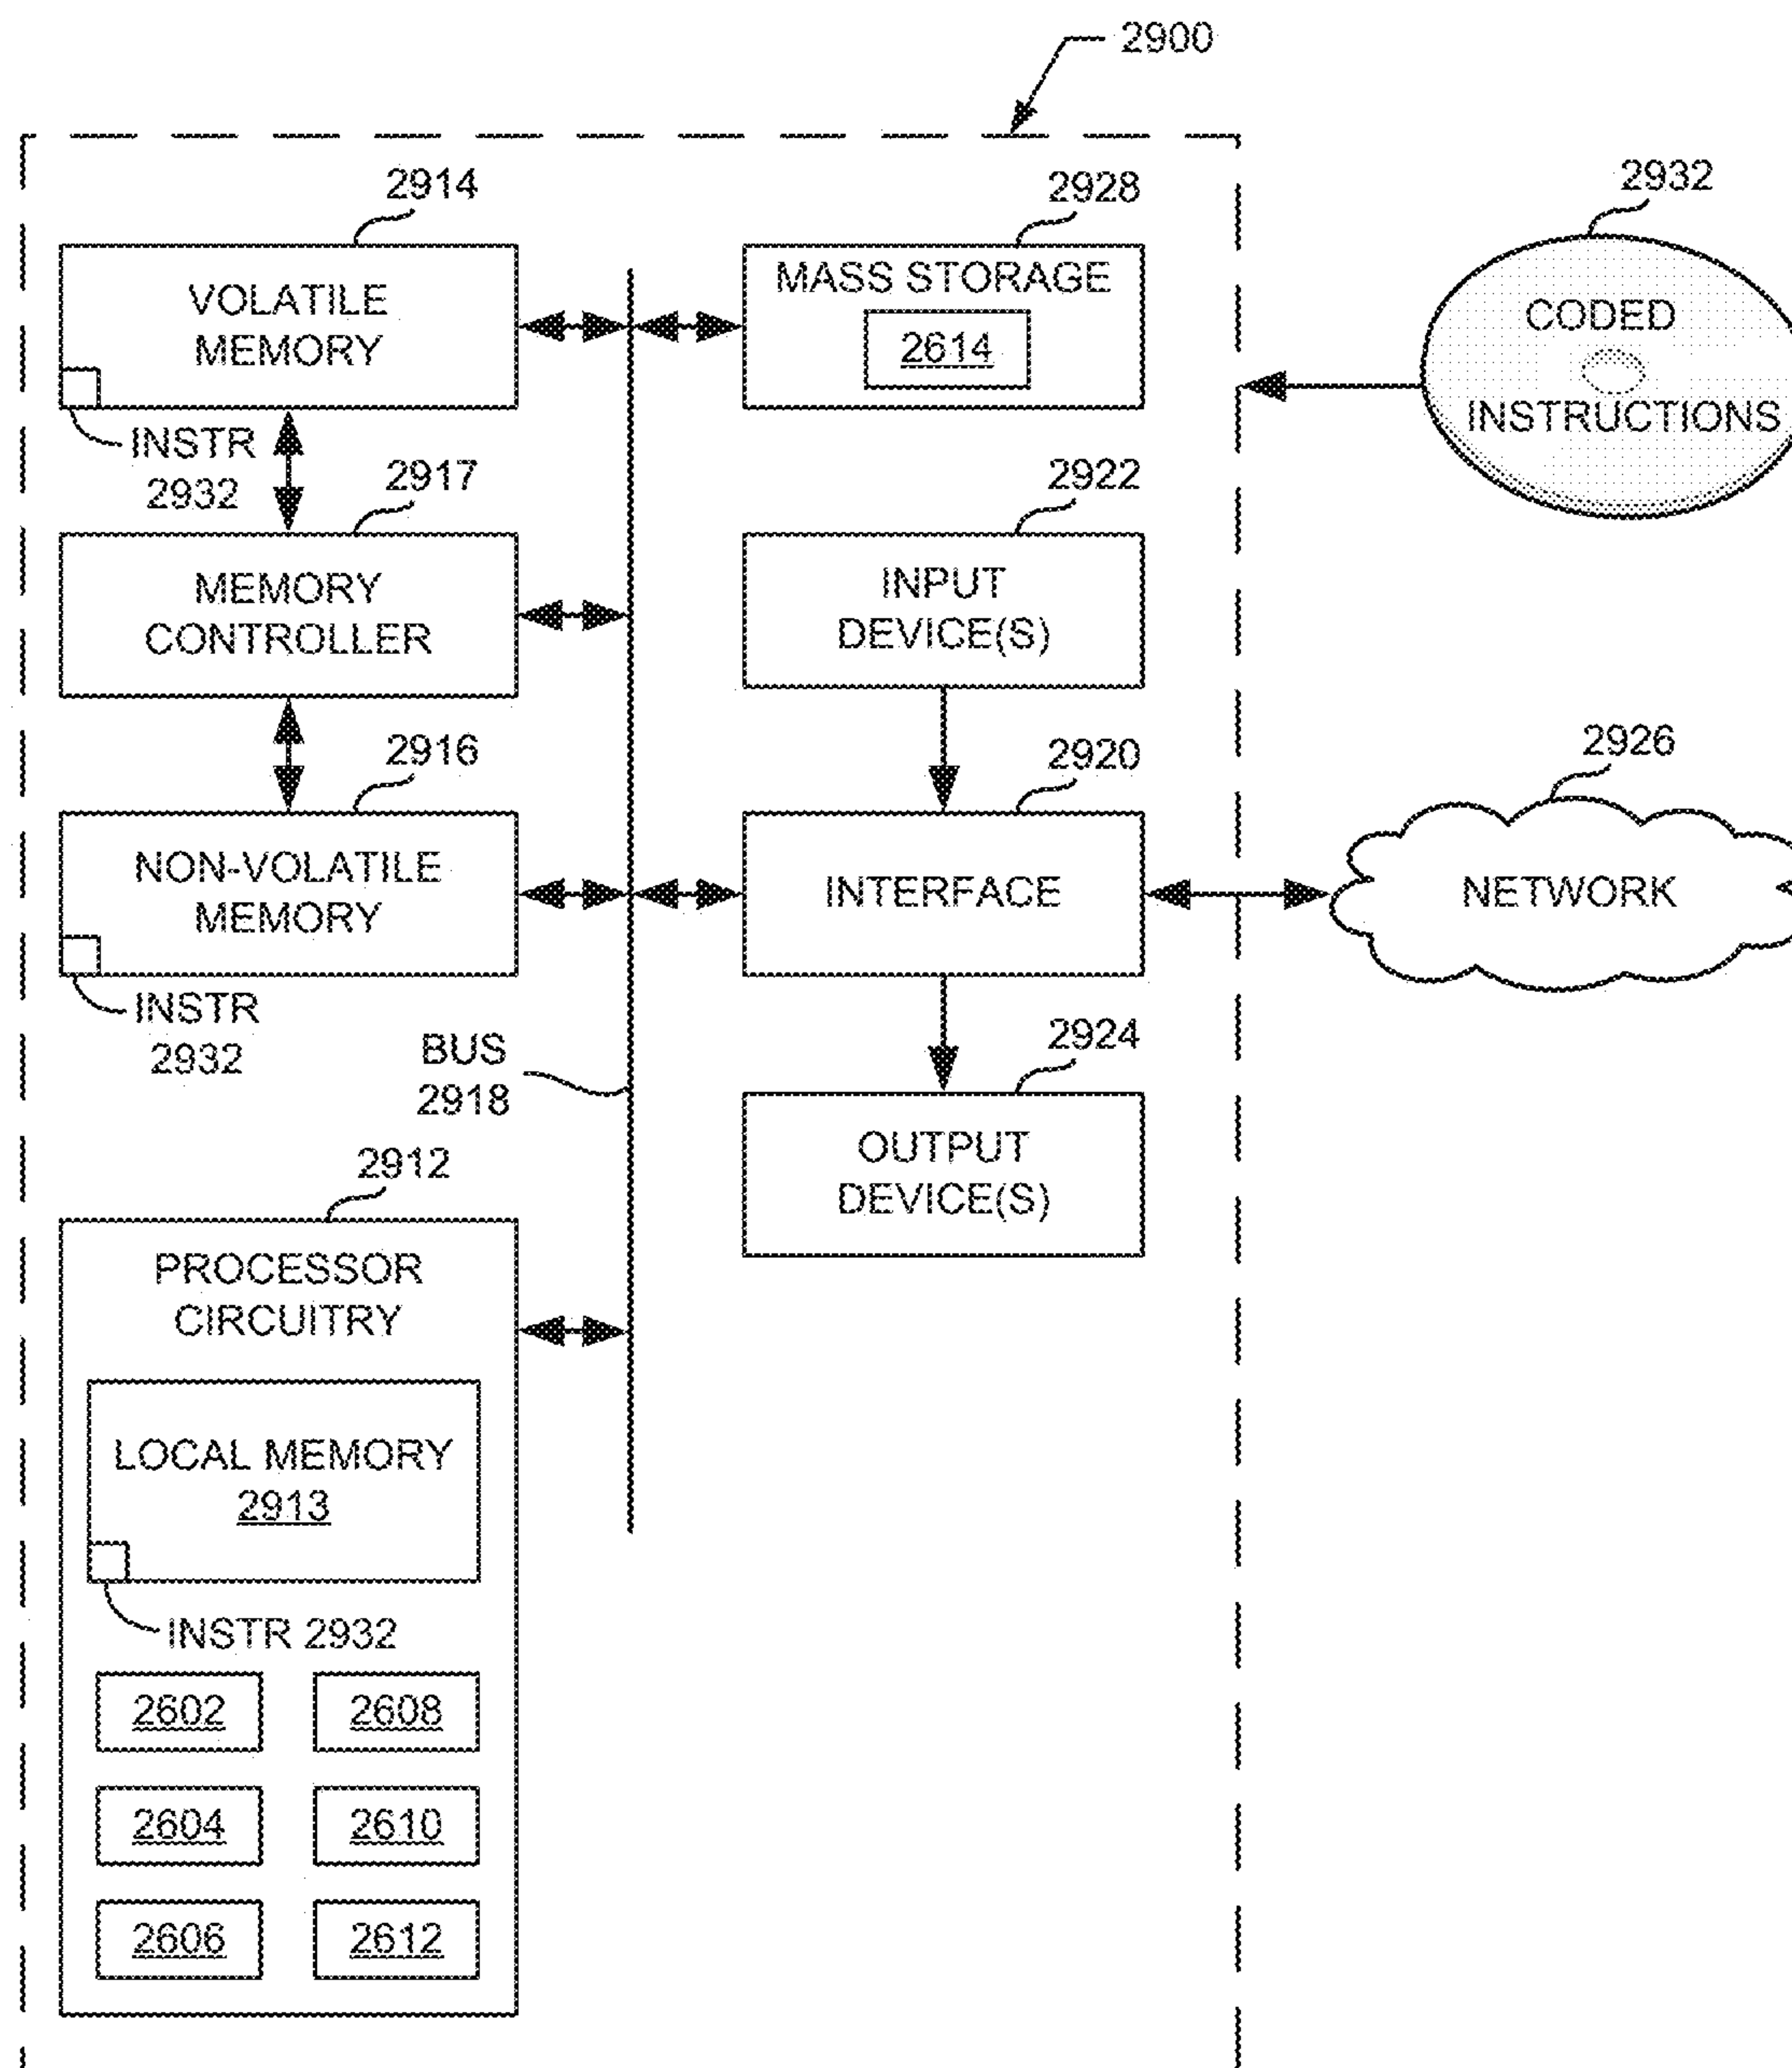 2900
2914
VOLATILE
MEMORY
INSTR
2932
2917
MEMORY
CONTROLLER
2916
NON-VOLATILE
MEMORY
INSTR
2932
BUS
2918
2912
PROCESSOR
CIRCUITRY
LOCAL MEMORY
2913
INSTR 2932
2602
2608
2604
2610
2606
2612
2928
MASS STORAGE
2614
2922
INPUT
DEVICE(S)
2920
INTERFACE
2924
OUTPUT
DEVICE(S)
2932
CODED
INSTRUCTIONS
2926
NETWORK